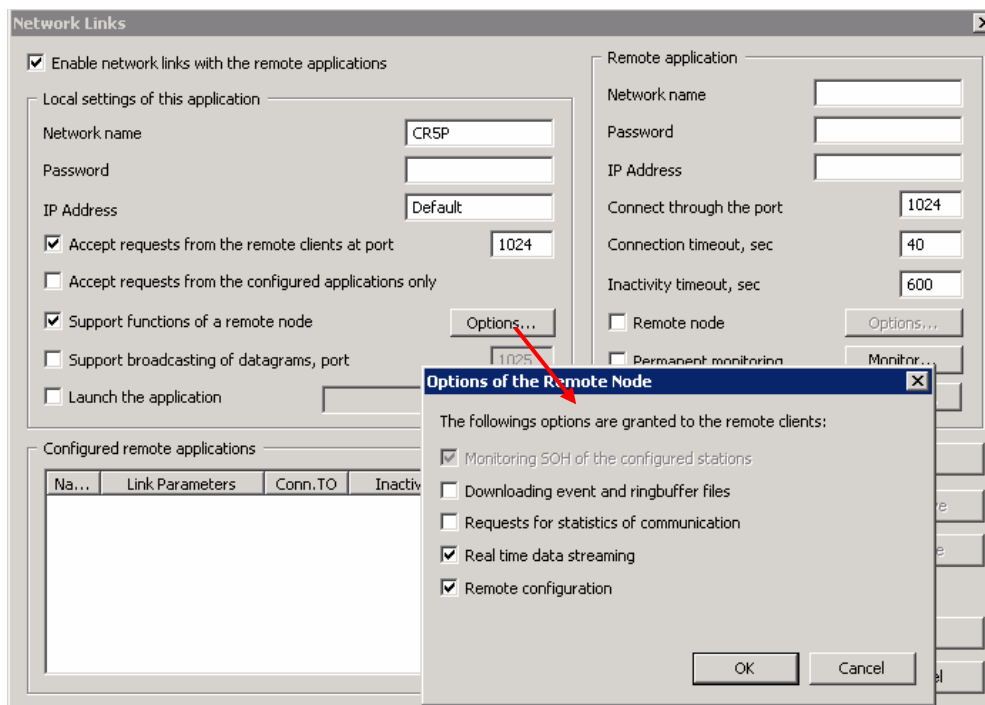 Network Links
Enable network links with the remote applications
Local settings of this application
Network name CR5P
Password
IP Address Default
Accept requests from the remote clients at port 1024
Accept requests from the configured applications only
Support functions of a remote node Options...
Support broadcasting of datagrams, port 1025
Launch the application
Configured remote applications
Na... Link Parameters Conn.TO Inactiv
Remote application
Network name
Password
IP Address
Connect through the port 1024
Connection timeout, sec 40
Inactivity timeout, sec 600
Remote node Options...
Permanent monitoring Monitor...
Options of the Remote Node
The followings options are granted to the remote clients:
Monitoring SOH of the configured stations
Downloading event and ringbuffer files
Requests for statistics of communication
Real time data streaming
Remote configuration
OK Cancel